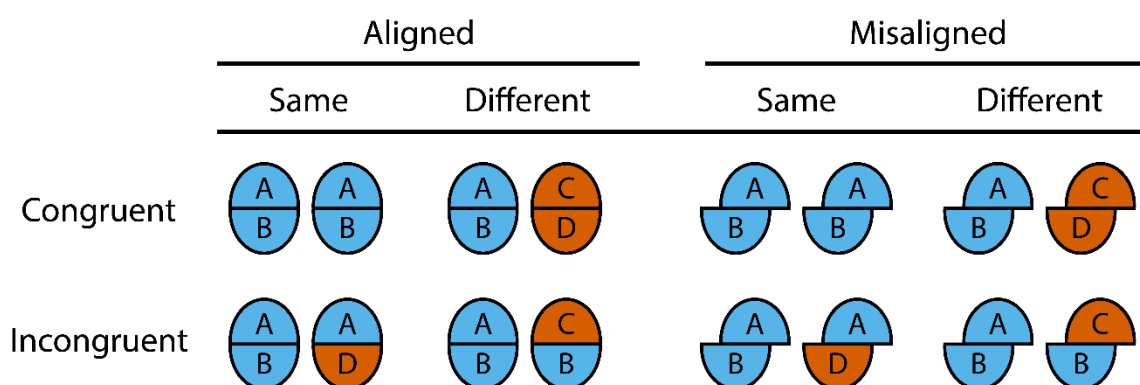 Aligned Misaligned
Same Different Same Different
A A A C A A A C
Congruent
B B B D B B B D
A A A C A A A C
Incongruent
B D B B B D B B